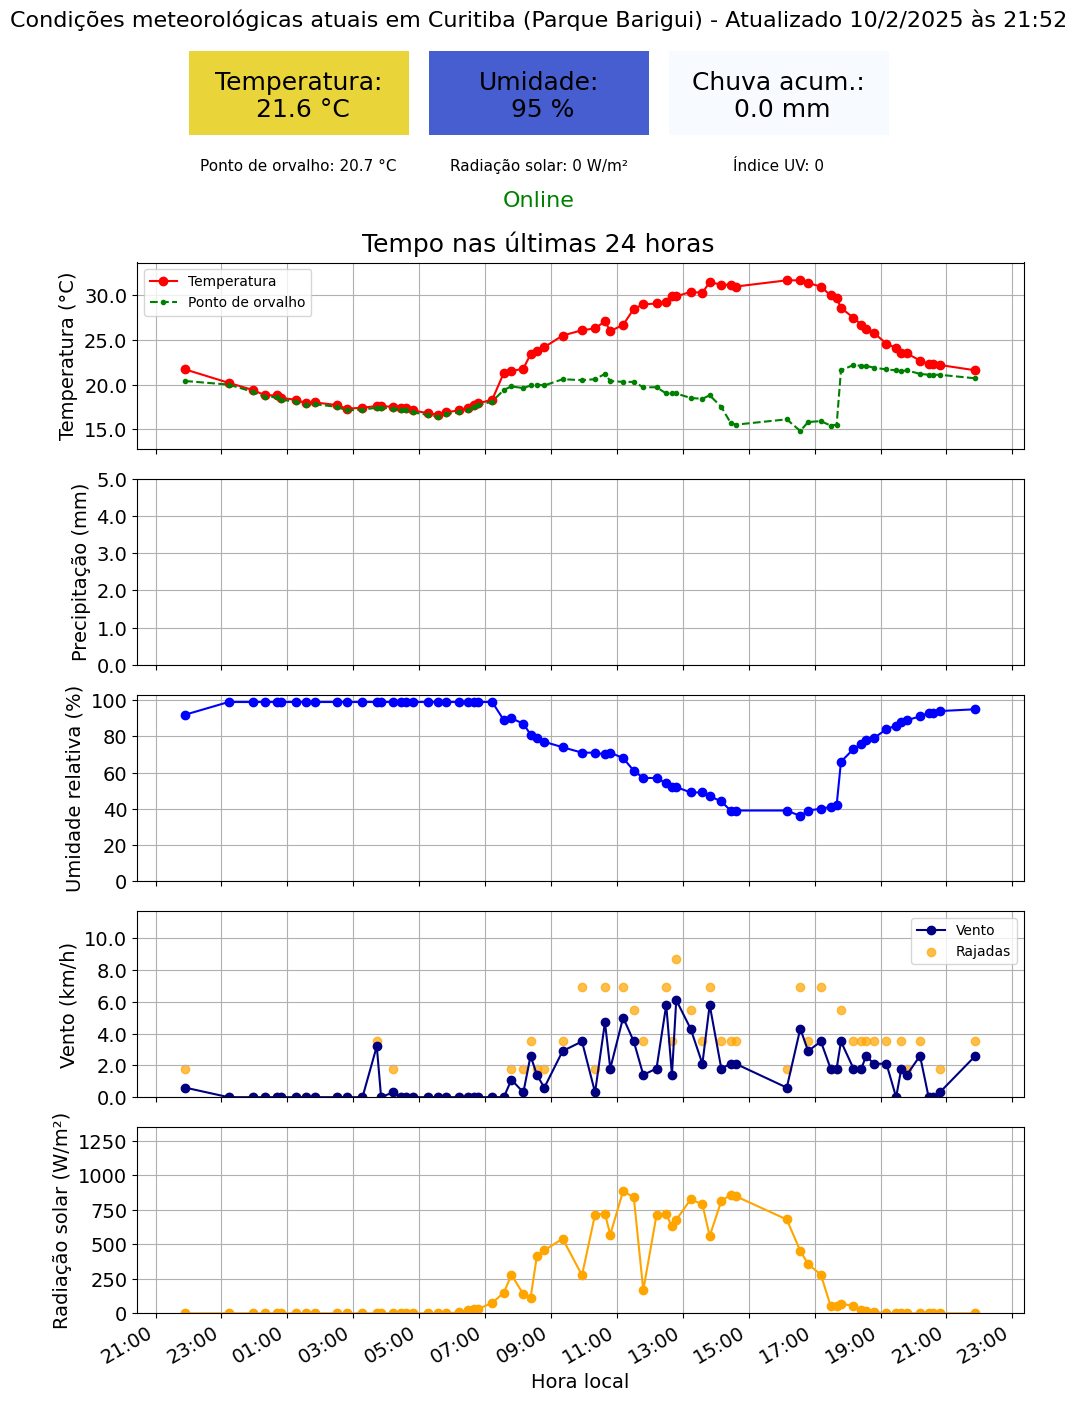 Condições meteorológicas atuais em Curitiba (Parque Barigui) - Atualizado 10/2/2025 às 21:52
Temperatura:
21.6 °C
Umidade:
95 %
Chuva acum.:
0.0 mm
Ponto de orvalho: 20.7 °C
Radiação solar: 0 W/m²
Índice UV: 0
Online
Tempo nas últimas 24 horas
Temperatura (°C)
30.0
25.0
20.0
15.0
Temperatura
Ponto de orvalho
Precipitação (mm)
5.0
4.0
3.0
2.0
1.0
0.0
Umidade relativa (%)
100
80
60
40
20
0
Vento (km/h)
10.0
8.0
6.0
4.0
2.0
0.0
Vento
Rajadas
Radiação solar (W/m²)
1250
1000
750
500
250
0
21:00
23:00
01:00
03:00
05:00
07:00
09:00
11:00
13:00
15:00
17:00
19:00
21:00
23:00
Hora local